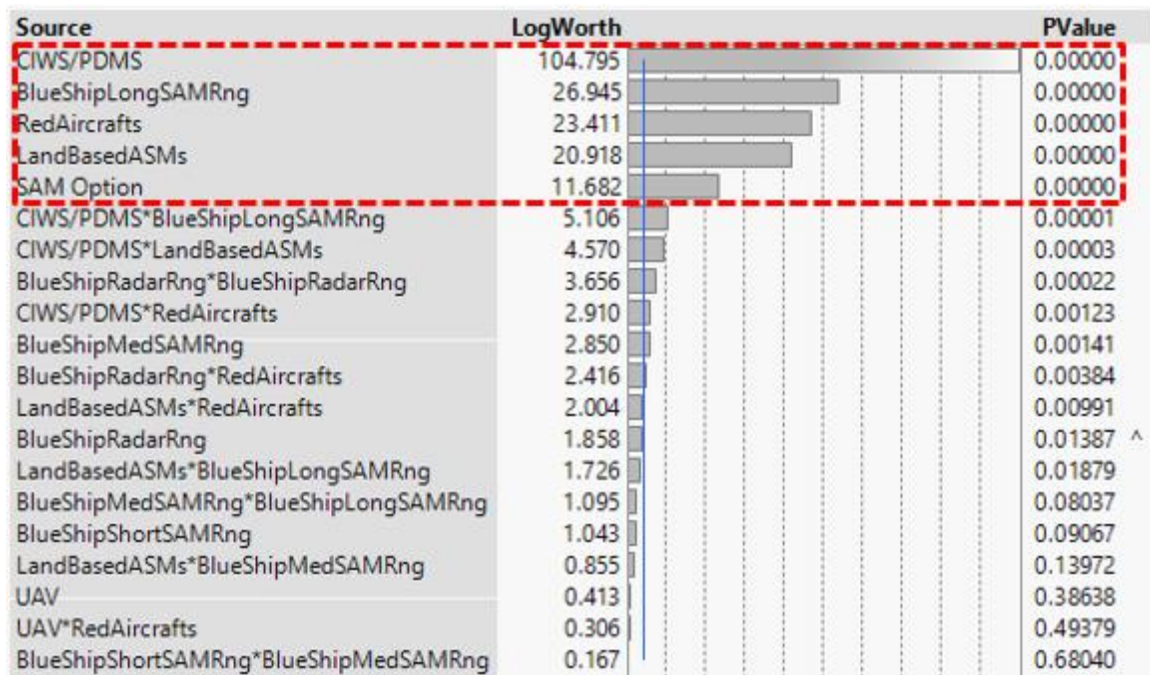 Source LogWorth PValue
CIWS/PDMS 104.795 0.00000
BlueShipLongSAMRng 26.945 0.00000
RedAircrafts 23.411 0.00000
LandBasedASMs 20.918 0.00000
SAM Option 11.682 0.00000
CIWS/PDMS*BlueShipLongSAMRng 5.106 0.00001
CIWS/PDMS*LandBasedASMs 4.570 0.00003
BlueShipRadarRng*BlueShipRadarRng 3.656 0.00022
CIWS/PDMS*RedAircrafts 2.910 0.00123
BlueShipMedSAMRng 2.850 0.00141
BlueShipRadarRng*RedAircrafts 2.416 0.00384
LandBasedASMs*RedAircrafts 2.004 0.00991
BlueShipRadarRng 1.858 0.01387 ^
LandBasedASMs*BlueShipLongSAMRng 1.726 0.01879
BlueShipMedSAMRng*BlueShipLongSAMRng 1.095 0.08037
BlueShipShortSAMRng 1.043 0.09067
LandBasedASMs*BlueShipMedSAMRng 0.855 0.13972
UAV 0.413 0.38638
UAV*RedAircrafts 0.306 0.49379
BlueShipShortSAMRng*BlueShipMedSAMRng 0.167 0.68040